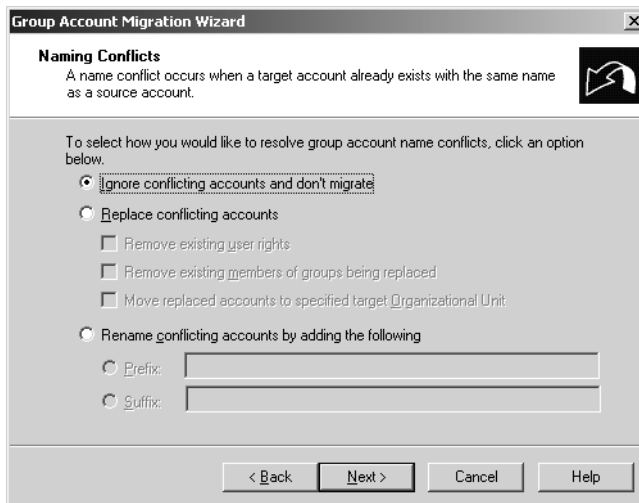 Group Account Migration Wizard
Naming Conflicts
A name conflict occurs when a target account already exists with the same name
as a source account.
To select how you would like to resolve group account name conflicts, click an option
below.
Ignore conflicting accounts and don't migrate
Replace conflicting accounts
Remove existing user rights
Remove existing members of groups being replaced
Move replaced accounts to specified target Organizational Unit
Rename conflicting accounts by adding the following
Prefix:
Suffix:
< Back Next > Cancel Help